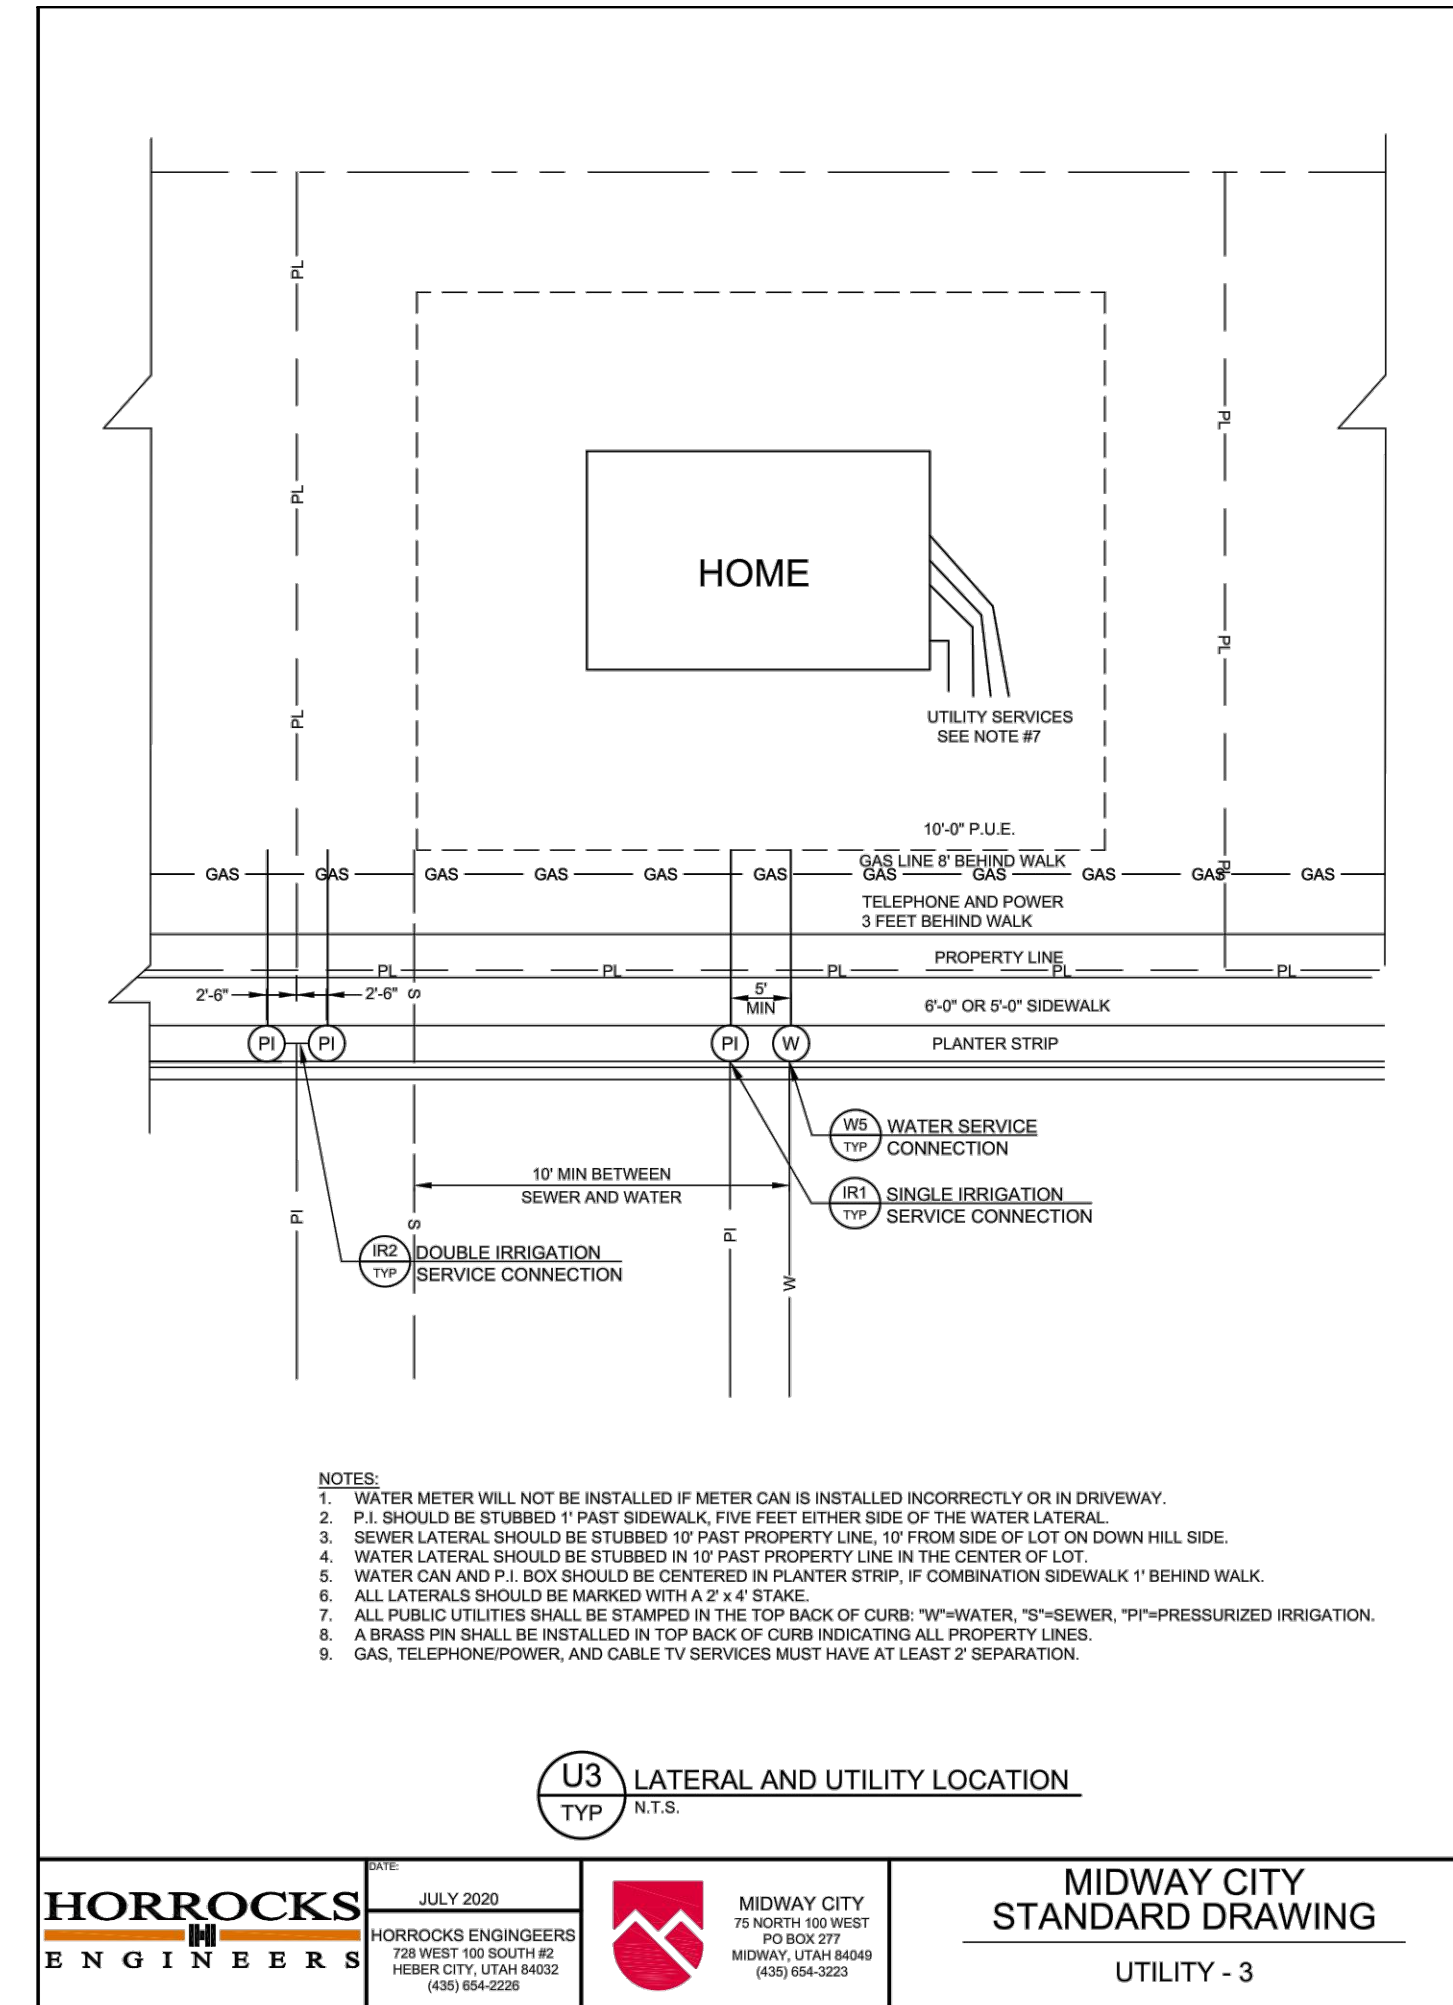 PL
PL
PL
PL
PL
PL
HOME
UTILITY SERVICES
SEE NOTE #7
10'-0" P.U.E.
GAS LINE 8' BEHIND WALK
GAS GAS GAS GAS GAS GAS GAS GAS GAS GAS GAS
TELEPHONE AND POWER
3 FEET BEHIND WALK
PROPERTY LINE
PL PL PL PL PL
2'-6" 2'-6" S
5'
MIN
6'-0" OR 5'-0" SIDEWALK
PI PI PI W PLANTER STRIP
W5
TYP
WATER SERVICE
CONNECTION
10' MIN BETWEEN
SEWER AND WATER
IR1
TYP
SINGLE IRRIGATION
SERVICE CONNECTION
PI S PI W
IR2
TYP
DOUBLE IRRIGATION
SERVICE CONNECTION
NOTES:
1. WATER METER WILL NOT BE INSTALLED IF METER CAN IS INSTALLED INCORRECTLY OR IN DRIVEWAY.
2. P.I. SHOULD BE STUBBED 1' PAST SIDEWALK, FIVE FEET EITHER SIDE OF THE WATER LATERAL.
3. SEWER LATERAL SHOULD BE STUBBED 10' PAST PROPERTY LINE, 10' FROM SIDE OF LOT ON DOWN HILL SIDE.
4. WATER LATERAL SHOULD BE STUBBED IN 10' PAST PROPERTY LINE IN THE CENTER OF LOT.
5. WATER CAN AND P.I. BOX SHOULD BE CENTERED IN PLANTER STRIP, IF COMBINATION SIDEWALK 1' BEHIND WALK.
6. ALL LATERALS SHOULD BE MARKED WITH A 2' x 4' STAKE.
7. ALL PUBLIC UTILITIES SHALL BE STAMPED IN THE TOP BACK OF CURB: "W"=WATER, "S"=SEWER, "PI"=PRESSURIZED IRRIGATION.
8. A BRASS PIN SHALL BE INSTALLED IN TOP BACK OF CURB INDICATING ALL PROPERTY LINES.
9. GAS, TELEPHONE/POWER, AND CABLE TV SERVICES MUST HAVE AT LEAST 2' SEPARATION.
U3
TYP
LATERAL AND UTILITY LOCATION
N.T.S.
HORROCKS
ENGINEERS
DATE:
JULY 2020
HORROCKS ENGINGEERS
728 WEST 100 SOUTH #2
HEBER CITY, UTAH 84032
(435) 654-2226
MIDWAY CITY
75 NORTH 100 WEST
PO BOX 277
MIDWAY, UTAH 84049
(435) 654-3223
MIDWAY CITY
STANDARD DRAWING
UTILITY - 3